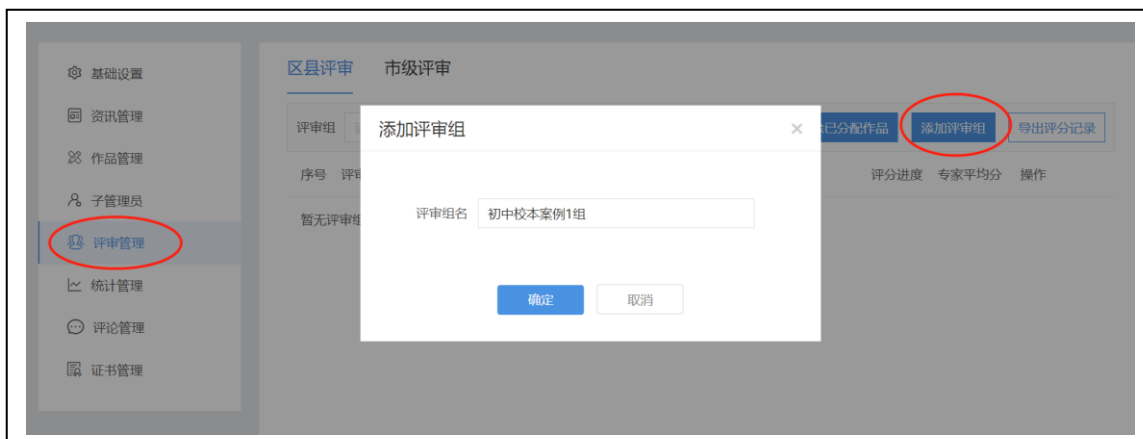 基础设置
资讯管理
作品管理
子管理员
评审管理
统计管理
评论管理
证书管理
区县评审 市级评审
评审组 已分配作品 添加评审组 导出评分记录
序号 评审 评分进度 专家平均分 操作
暂无评审组
添加评审组 ×
评审组名 初中校本案例1组
确定 取消